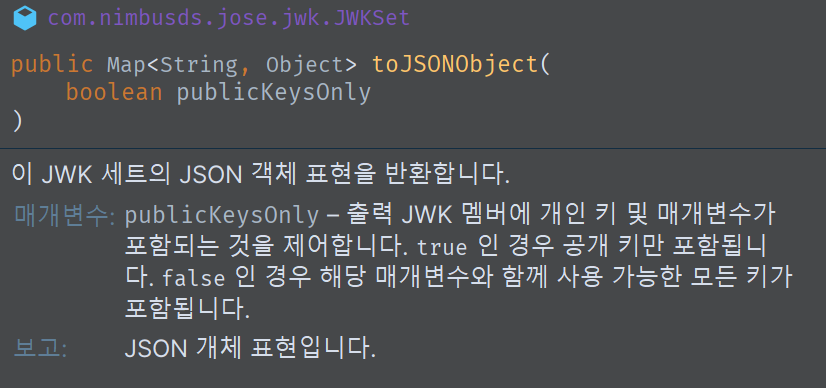 com.nimbusds.jose.jwk.JWKSet
public Map<String, Object> toJSONObject(
boolean publicKeysOnly
)
이 JWK 세트의 JSON 객체 표현을 반환합니다.
매개변수: publicKeysOnly – 출력 JWK 멤버에 개인 키 및 매개변수가
포함되는 것을 제어합니다. true 인 경우 공개 키만 포함됩니
다. false 인 경우 해당 매개변수와 함께 사용 가능한 모든 키가
포함됩니다.
보고: JSON 개체 표현입니다.